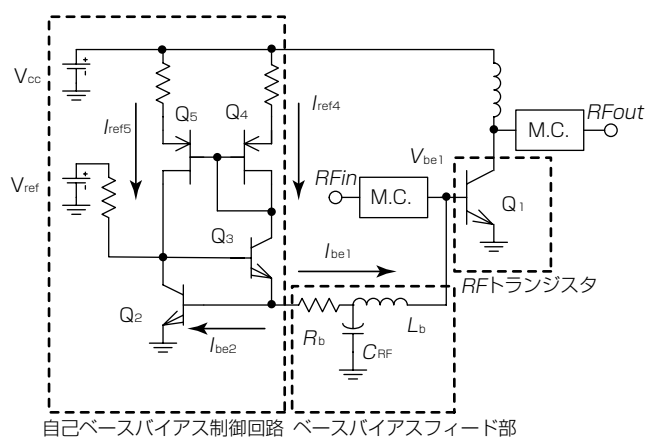 Vcc
Q5
Q4
Iref5
Iref4
RFout
M.C.
Vref
Vbe1
RFin
M.C.
Q1
Q3
Ibe1
RFトランジスタ
Q2
Ibe2
Rb
CRF
Lb
自己ベースバイアス制御回路
ベースバイアスフィード部